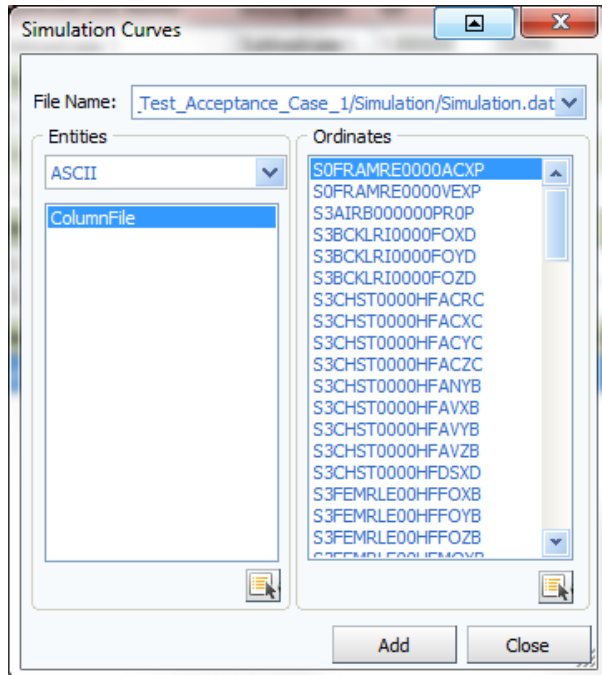 Simulation Curves
File Name: _Test_Acceptance_Case_1/Simulation/Simulation.dat
Entities
ASCII
ColumnFile
Ordinates
S0FRAMRE0000ACXP
S0FRAMRE0000VEXP
S3AIRB000000PR0P
S3BCKLRI0000FOXD
S3BCKLRI0000FOYD
S3BCKLRI0000FOZD
S3CHST0000HFACRC
S3CHST0000HFACXC
S3CHST0000HFACYC
S3CHST0000HFACZC
S3CHST0000HFANYB
S3CHST0000HFAVXB
S3CHST0000HFAVYB
S3CHST0000HFAVZB
S3CHST0000HFDSXD
S3FEMRLE00HFFOXB
S3FEMRLE00HFFOYB
S3FEMRLE00HFFOZB
Add Close